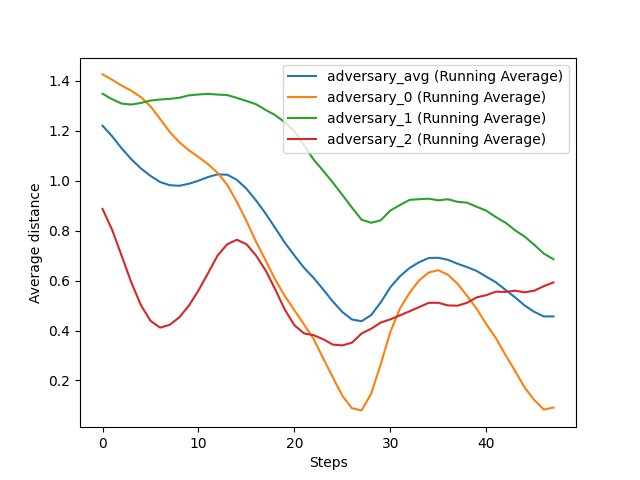 adversary_avg (Running Average)
adversary_0 (Running Average)
adversary_1 (Running Average)
adversary_2 (Running Average)
1.4
1.2
1.0
0.8
0.6
0.4
0.2
Average distance
0 10 20 30 40
Steps